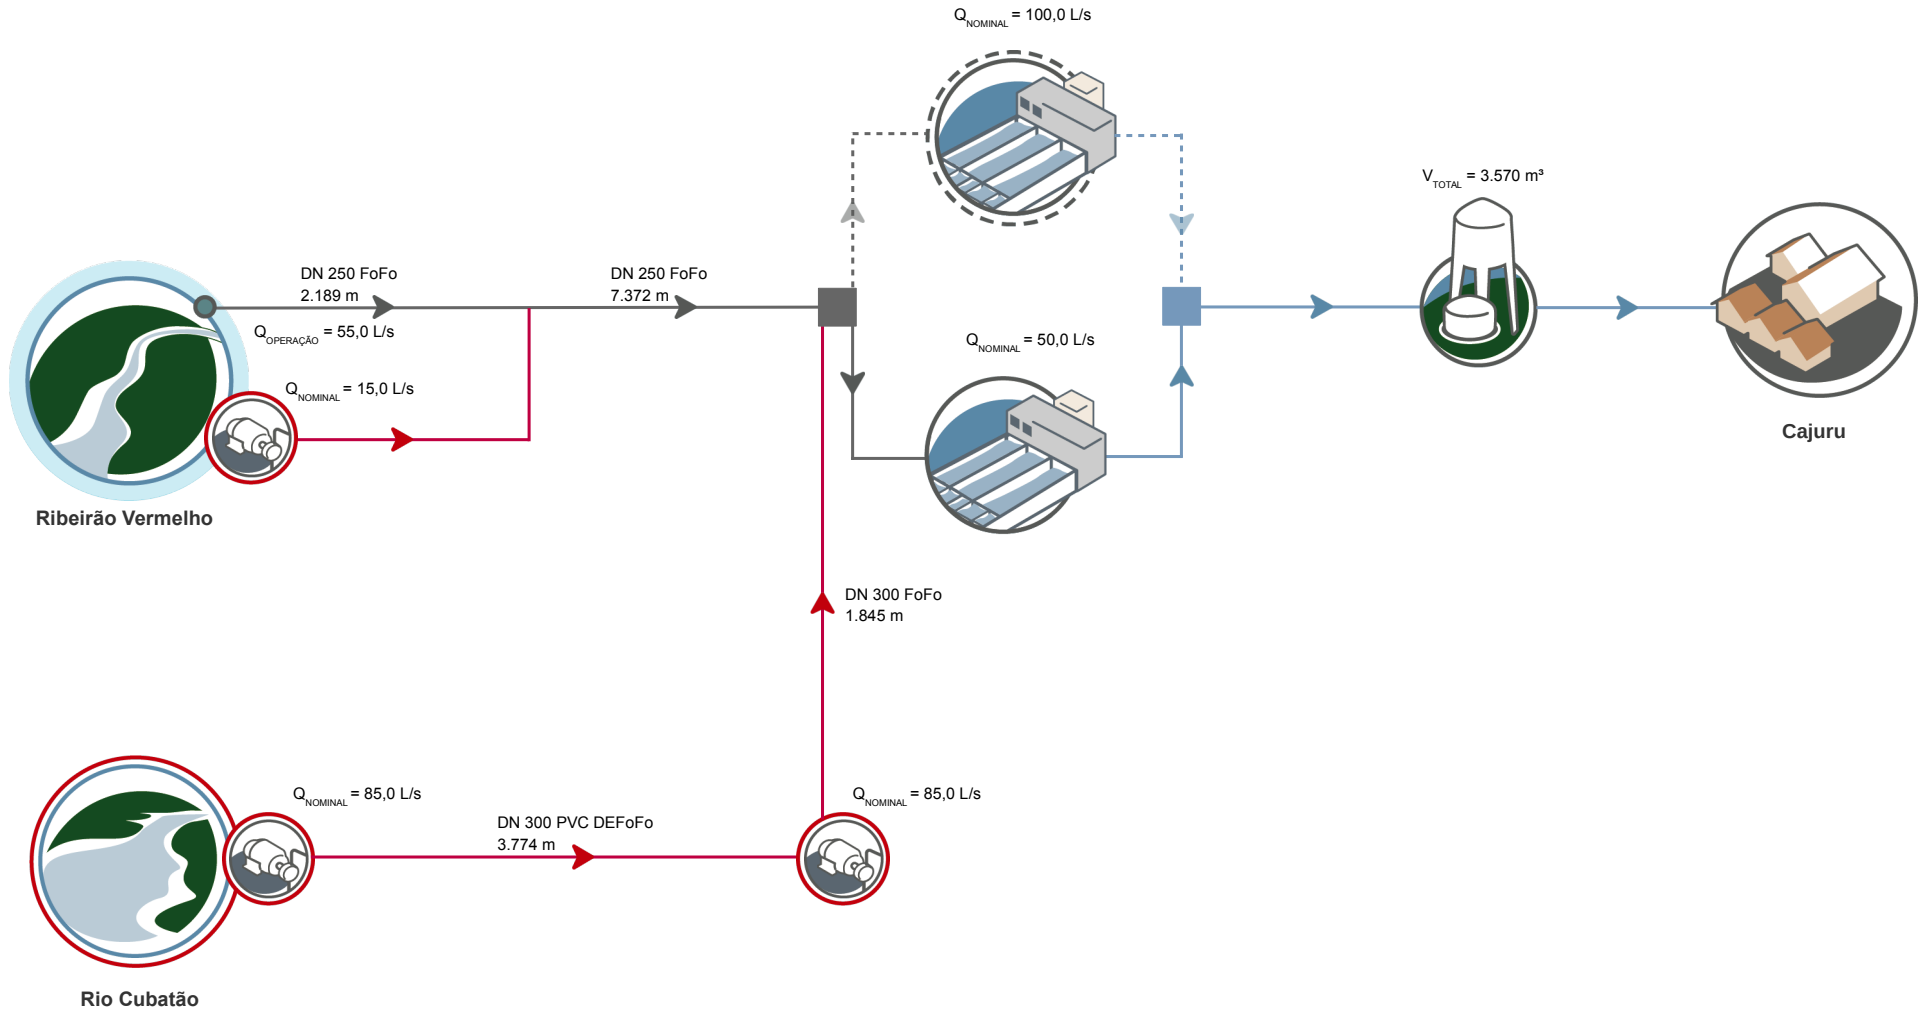 Q NOMINAL = 100,0 L/s
V TOTAL = 3.570 m³
DN 250 FoFo
2.189 m
DN 250 FoFo
7.372 m
Q OPERAÇÃO = 55,0 L/s
Q NOMINAL = 50,0 L/s
Q NOMINAL = 15,0 L/s
Cajuru
Ribeirão Vermelho
DN 300 FoFo
1.845 m
Q NOMINAL = 85,0 L/s
Q NOMINAL = 85,0 L/s
DN 300 PVC DEFoFo
3.774 m
Rio Cubatão